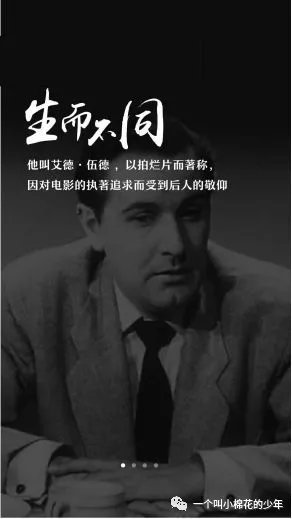 生而不同
他叫艾德·伍德，以拍烂片而著称，
因对电影的执著追求而受到后人的敬仰
一个叫小棉花的少年